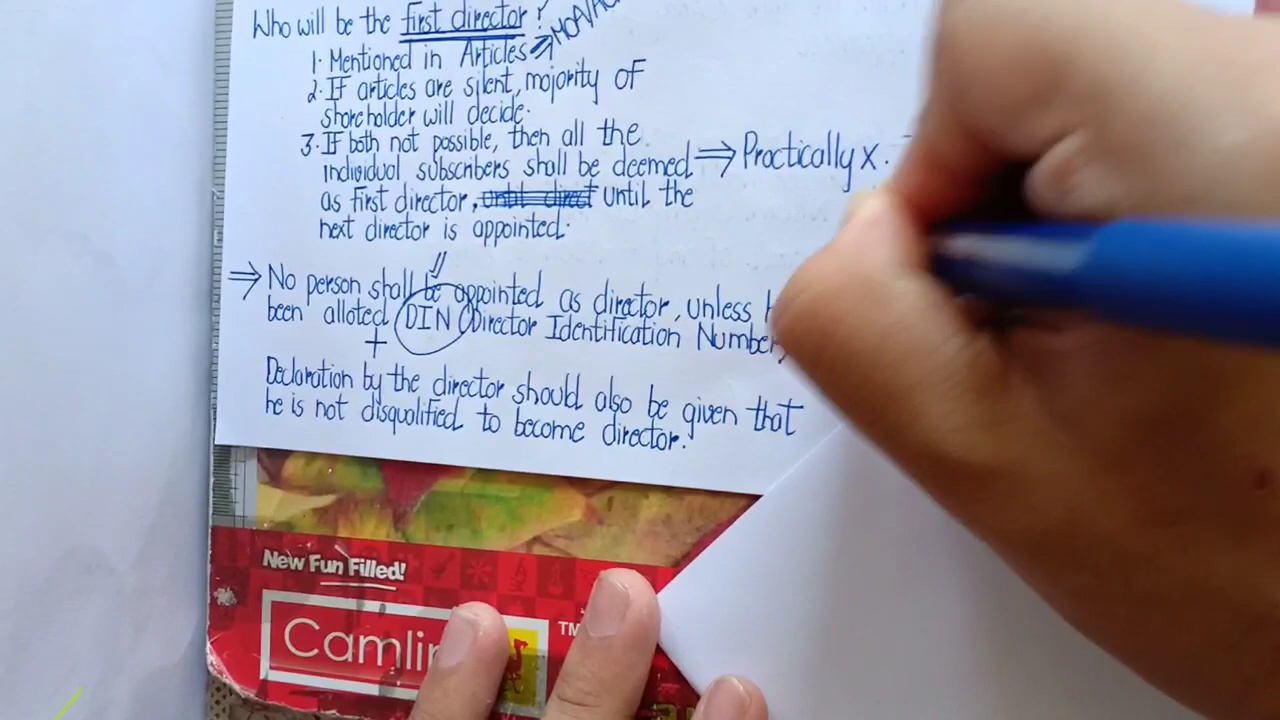 Who will be the first director?
1. Mentioned in Articles
2. If articles are silent, majority of
shareholder will decide.
3. If both not possible, then all the
individual subscribers shall be deemed ⇒ Practically x.
as first director, until the
next director is appointed.
⇒ No person shall be appointed as director, unless
been alloted DIN (Director Identification Number)
+
Declaration by the director should also be given that
he is not disqualified to become director.
New Fun Filled!
Camlin
TM